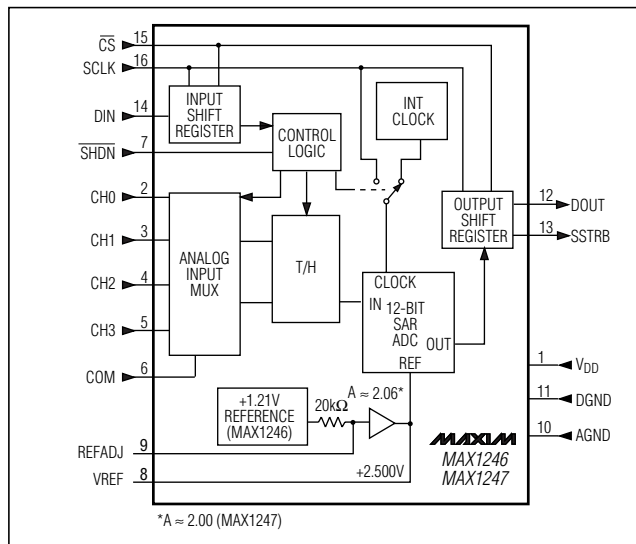 CS 15
SCLK 16
DIN 14
SHDN 7
CH0 2
CH1 3
CH2 4
CH3 5
COM 6
REFADJ 9
VREF 8
INPUT
SHIFT
REGISTER
CONTROL
LOGIC
INT
CLOCK
ANALOG
INPUT
MUX
T/H
CLOCK
IN
12-BIT
SAR
ADC
OUT
REF
OUTPUT
SHIFT
REGISTER
12 DOUT
13 SSTRB
1 VDD
11 DGND
10 AGND
+1.21V
REFERENCE
(MAX1246)
20kΩ
A ≈ 2.06*
+2.500V
MAXIM
MAX1246
MAX1247
*A ≈ 2.00 (MAX1247)